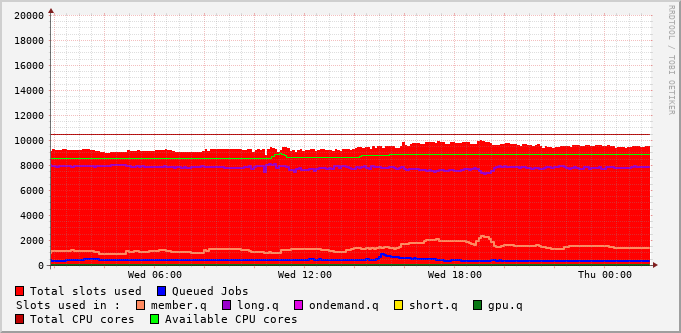 20000
18000
16000
14000
12000
10000
8000
6000
4000
2000
0
Wed 06:00 Wed 12:00 Wed 18:00 Thu 00:00
RRDTOOL / TOBI OETIKER
Total slots used Queued Jobs
Slots used in : member.q long.q ondemand.q short.q gpu.q
Total CPU cores Available CPU cores